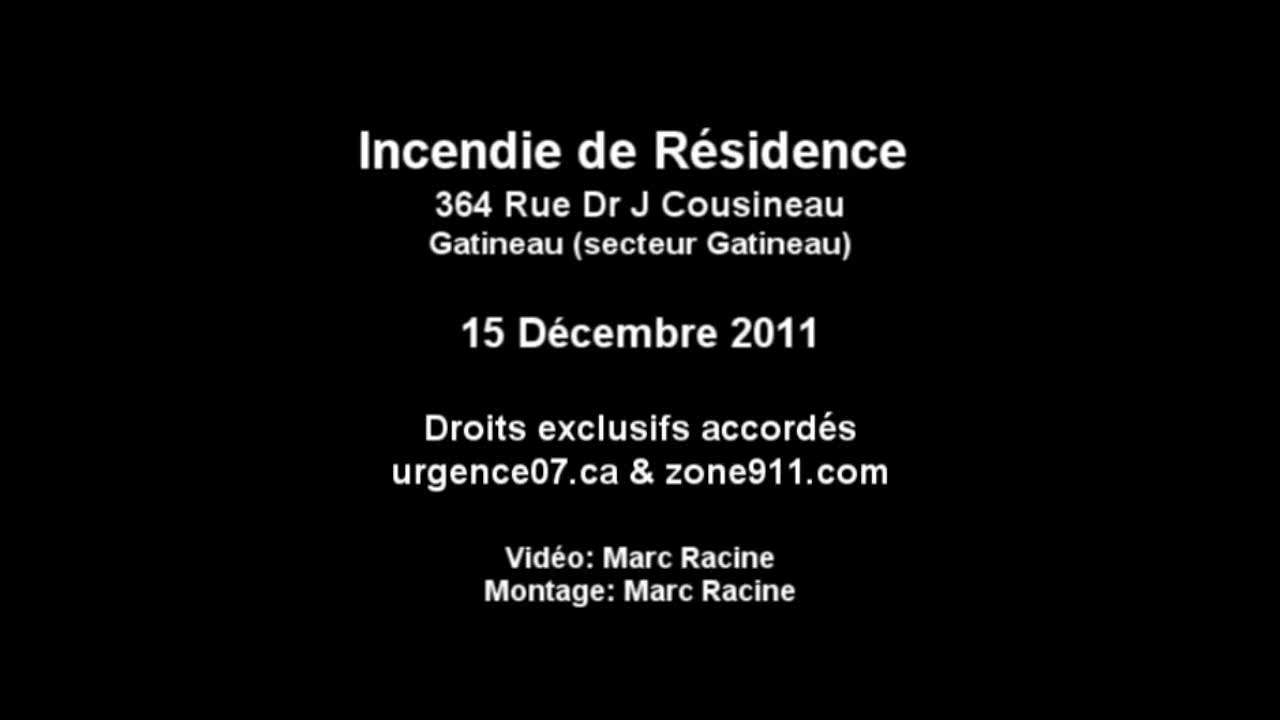 Incendie de Résidence
364 Rue Dr J Cousineau
Gatineau (secteur Gatineau)
15 Décembre 2011
Droits exclusifs accordés
urgence07.ca & zone911.com
Vidéo: Marc Racine
Montage: Marc Racine